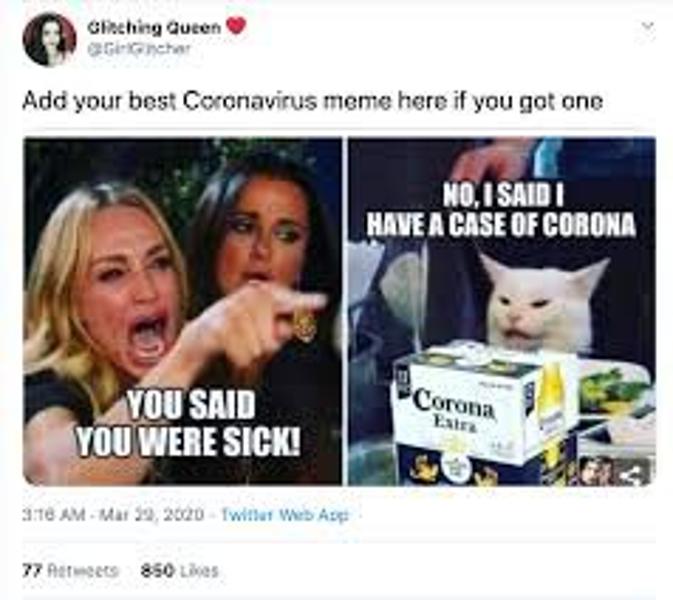 Glitching Queen
@GirlGlitcher
Add your best Coronavirus meme here if you got one
YOU SAID
YOU WERE SICK!
NO, I SAID I
HAVE A CASE OF CORONA
Corona
Extra
3:16 AM - Mar 29, 2020 · Twitter Web App
77 Retweets 850 Likes